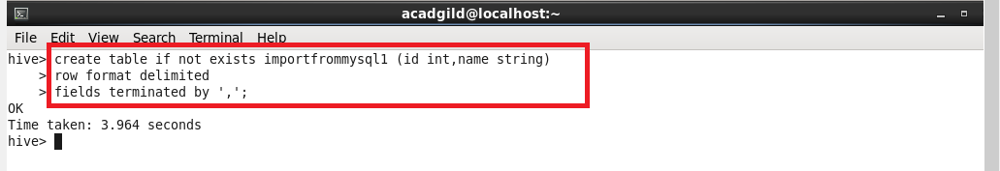 acadgild@localhost:~
File Edit View Search Terminal Help
hive> create table if not exists importfrommysql1 (id int,name string)
    > row format delimited
    > fields terminated by ',';
OK
Time taken: 3.964 seconds
hive>